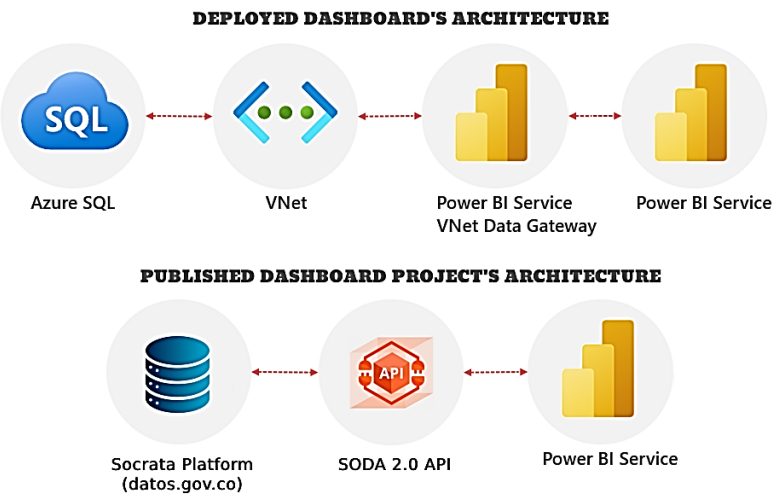 DEPLOYED DASHBOARD'S ARCHITECTURE
SQL
Azure SQL
VNet
Power BI Service
VNet Data Gateway
Power BI Service
PUBLISHED DASHBOARD PROJECT'S ARCHITECTURE
API
Socrata Platform
(datos.gov.co)
SODA 2.0 API
Power BI Service